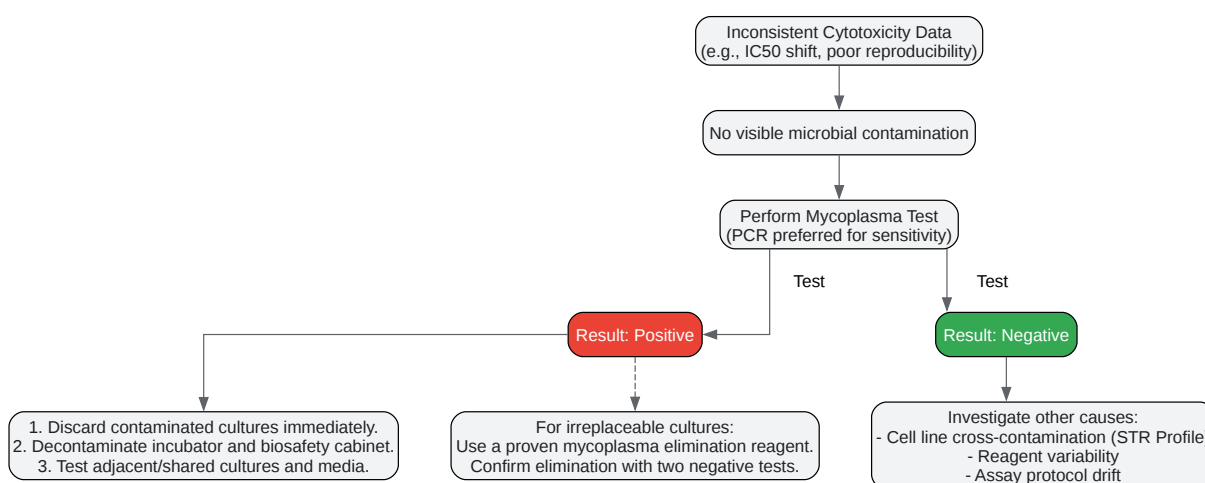 Inconsistent Cytotoxicity Data
(e.g., IC50 shift, poor reproducibility)
No visible microbial contamination
Perform Mycoplasma Test
(PCR preferred for sensitivity)
Test
Test
Result: Positive
Result: Negative
1. Discard contaminated cultures immediately.
2. Decontaminate incubator and biosafety cabinet.
3. Test adjacent/shared cultures and media.
For irreplaceable cultures:
Use a proven mycoplasma elimination reagent.
Confirm elimination with two negative tests.
Investigate other causes:
- Cell line cross-contamination (STR Profile
- Reagent variability
- Assay protocol drift